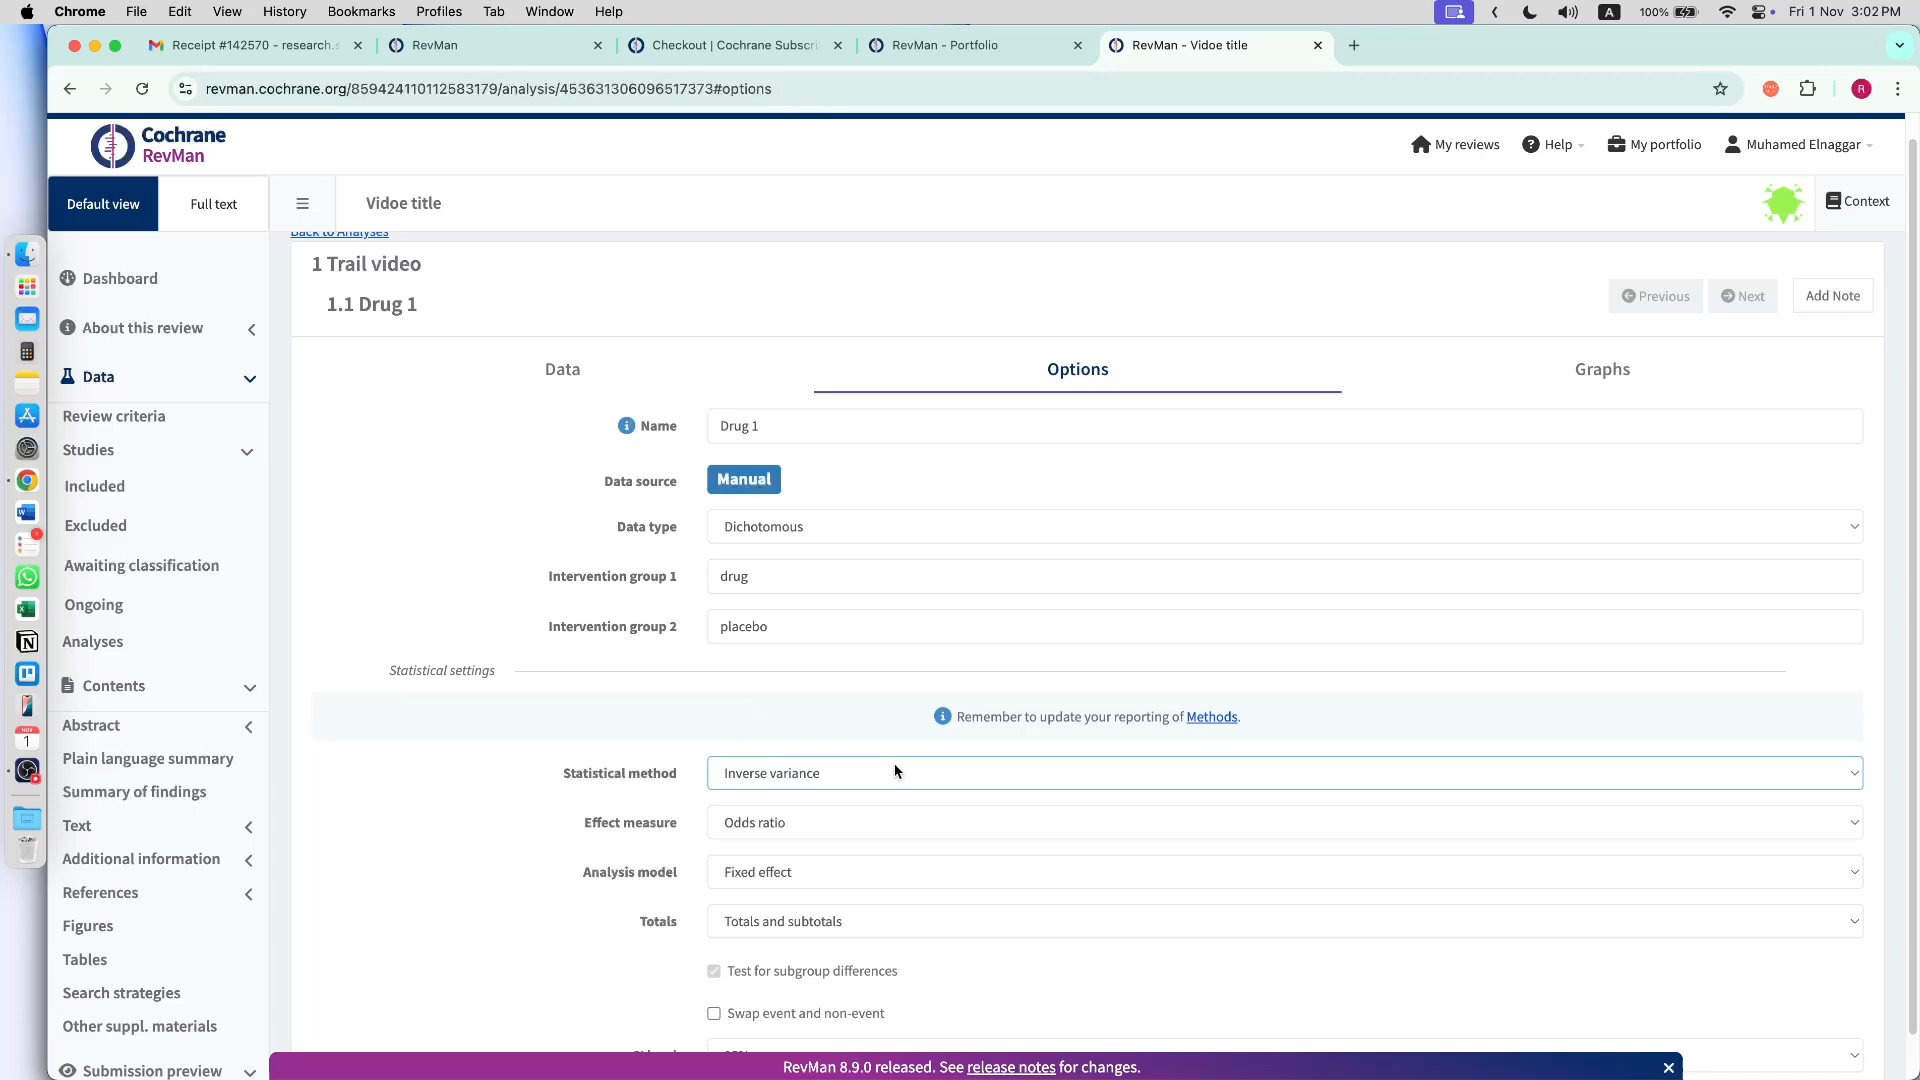 Chrome File Edit View History Bookmarks Profiles Tab Window Help
A 100% Fri 1 Nov 3:02 PM
Receipt #142570 - research.s
RevMan
Checkout | Cochrane Subscri
RevMan - Portfolio
RevMan - Vidoe title
revman.cochrane.org/859424110112583179/analysis/453631306096517373#options
R
Cochrane
RevMan
My reviews
Help
My portfolio
Muhamed Elnaggar
Default view
Full text
Vidoe title
Context
Back to Analyses
1 Trail video
1.1 Drug 1
Previous
Next
Add Note
Dashboard
About this review
Data
Review criteria
Studies
Included
Excluded
Awaiting classification
Ongoing
Analyses
Contents
Abstract
Plain language summary
Summary of findings
Text
Additional information
References
Figures
Tables
Search strategies
Other suppl. materials
Submission preview
Data
Options
Graphs
Name Drug 1
Data source Manual
Data type Dichotomous
Intervention group 1 drug
Intervention group 2 placebo
Statistical settings
Remember to update your reporting of Methods.
Statistical method Inverse variance
Effect measure Odds ratio
Analysis model Fixed effect
Totals Totals and subtotals
Test for subgroup differences
Swap event and non-event
RevMan 8.9.0 released. See release notes for changes.
NOV
1